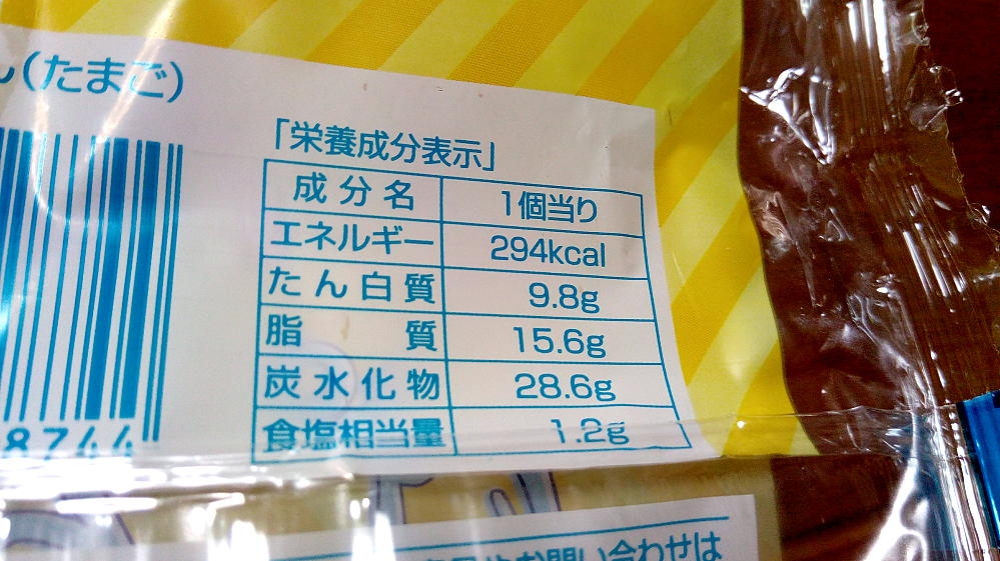 (たまご)
「栄養成分表示」
成分名 1個当り
エネルギー 294kcal
たん白質 9.8g
脂質 15.6g
炭水化物 28.6g
食塩相当量 1.2g
8744
お問い合わせは